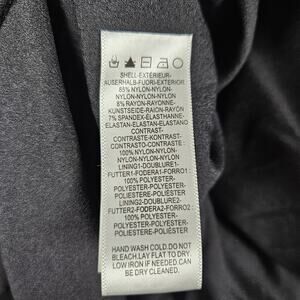 SHELL-EXTÉRIEUR-
AUSSERHALB-FUORI-EXTERIOR
85% NYLON-NYLON-
NYLON-NYLON-NYLON
8% RAYON-RAYONNE-
KUNSTSEIDE-RAION-RAYÓN
7% SPANDEX-ÉLASTHANNE-
ELASTAN-ELASTAN-ELASTANO
CONTRAST-
CONTRASTE-KONTRAST-
CONTRASTO-CONTRASTE :
100% NYLON-NYLON-
NYLON-NYLON-NYLON
LINING1-DOUBLURE1-
FUTTER1-FODERA1-FORRO1 :
100% POLYESTER-
POLYESTER-POLYESTER-
POLIESTERE-POLIÉSTER
LINING2-DOUBLURE2-
FUTTER2-FODERA2-FORRO2 :
100% POLYESTER-
POLYESTER-POLYESTER-
POLIESTERE-POLIÉSTER
HAND WASH COLD.DO NOT
BLEACH.LAY FLAT TO DRY.
LOW IRON IF NEEDED.CAN
BE DRY CLEANED.